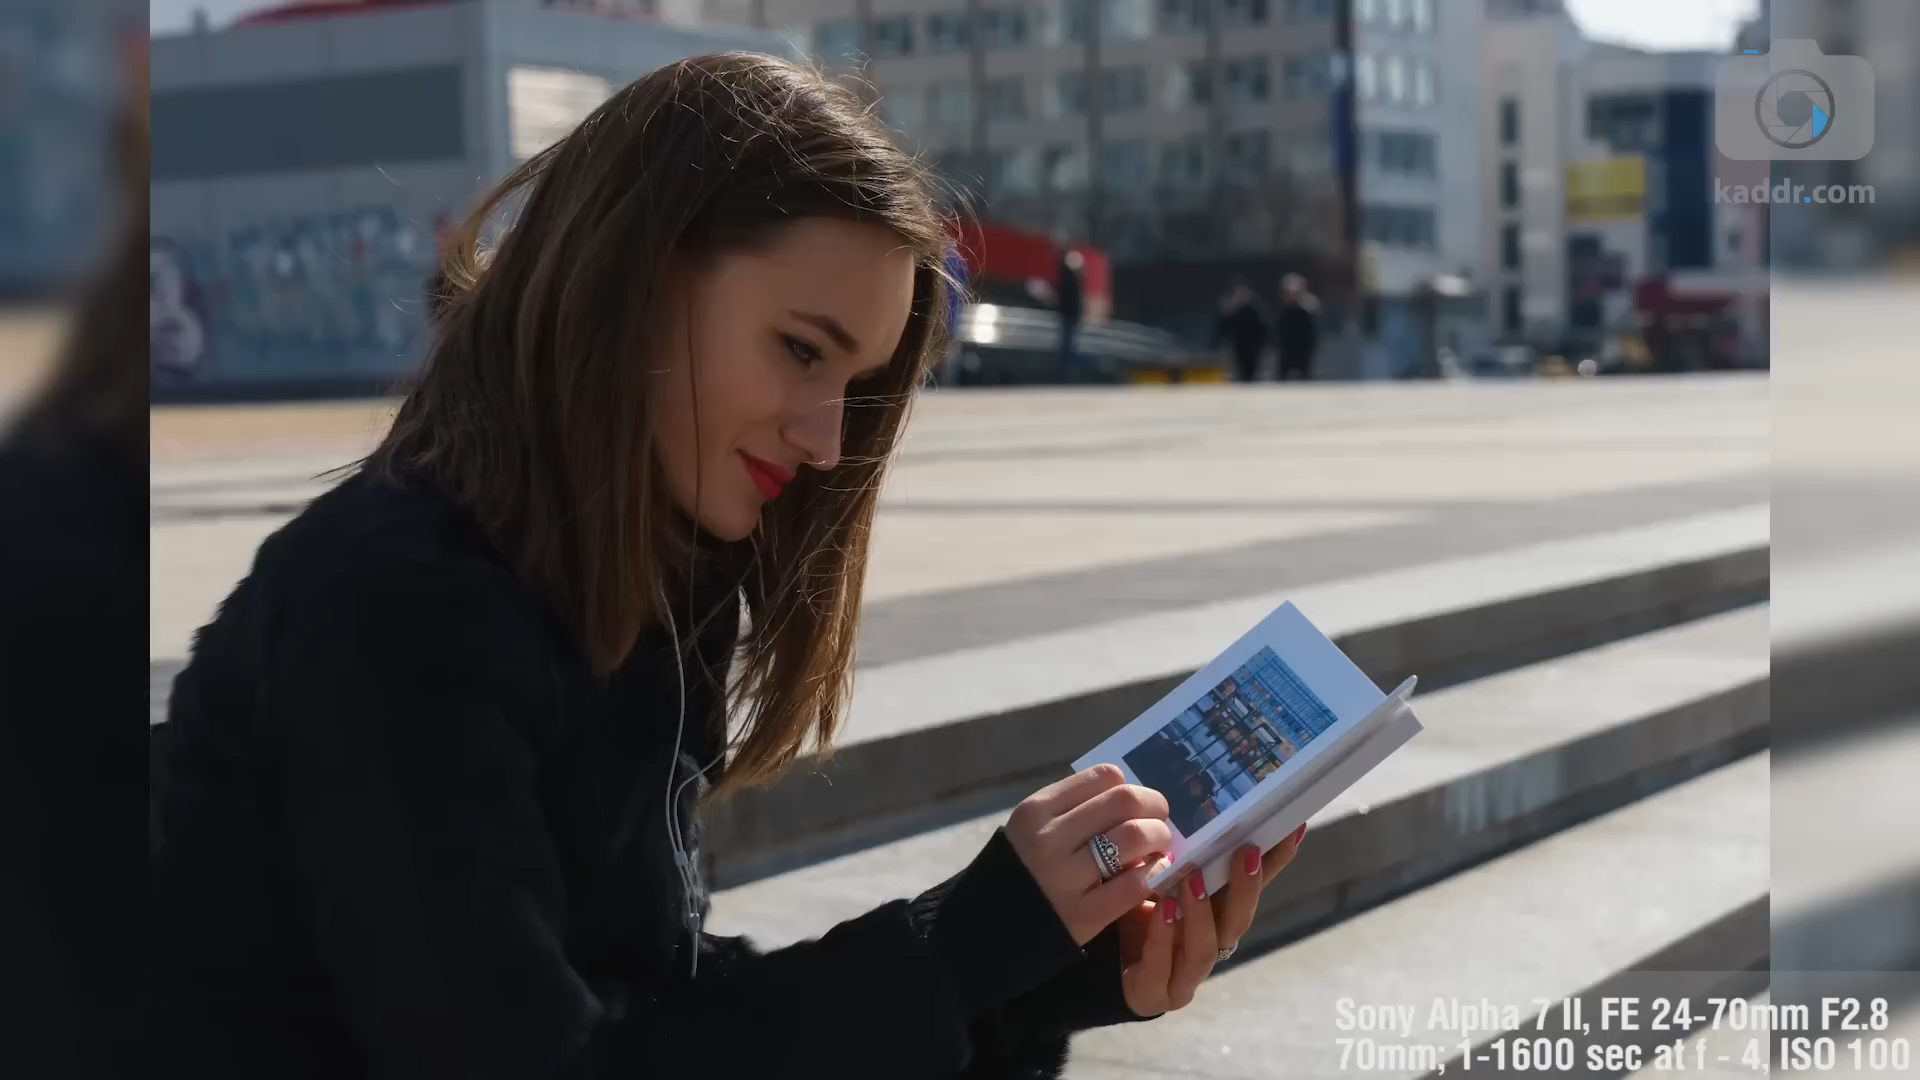 kaddr.com
Sony Alpha 7 II, FE 24-70mm F2.8
70mm; 1-1600 sec at f - 4, ISO 100